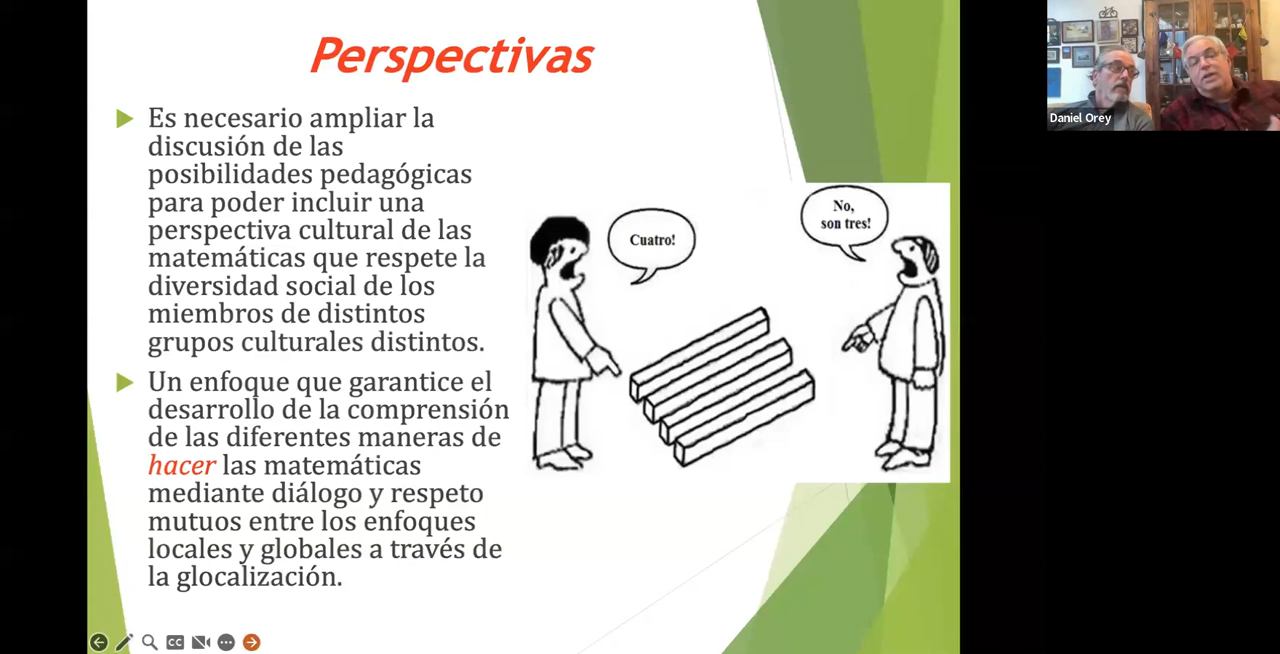 Perspectivas
Es necesario ampliar la
discusión de las
posibilidades pedagógicas
para poder incluir una
perspectiva cultural de las
matemáticas que respete la
diversidad social de los
miembros de distintos
grupos culturales distintos.
Un enfoque que garantice el
desarrollo de la comprensión
de las diferentes maneras de
hacer las matemáticas
mediante diálogo y respeto
mutuos entre los enfoques
locales y globales a través de
la glocalización.
Cuatro!
No,
son tres!
Daniel Orey
CC